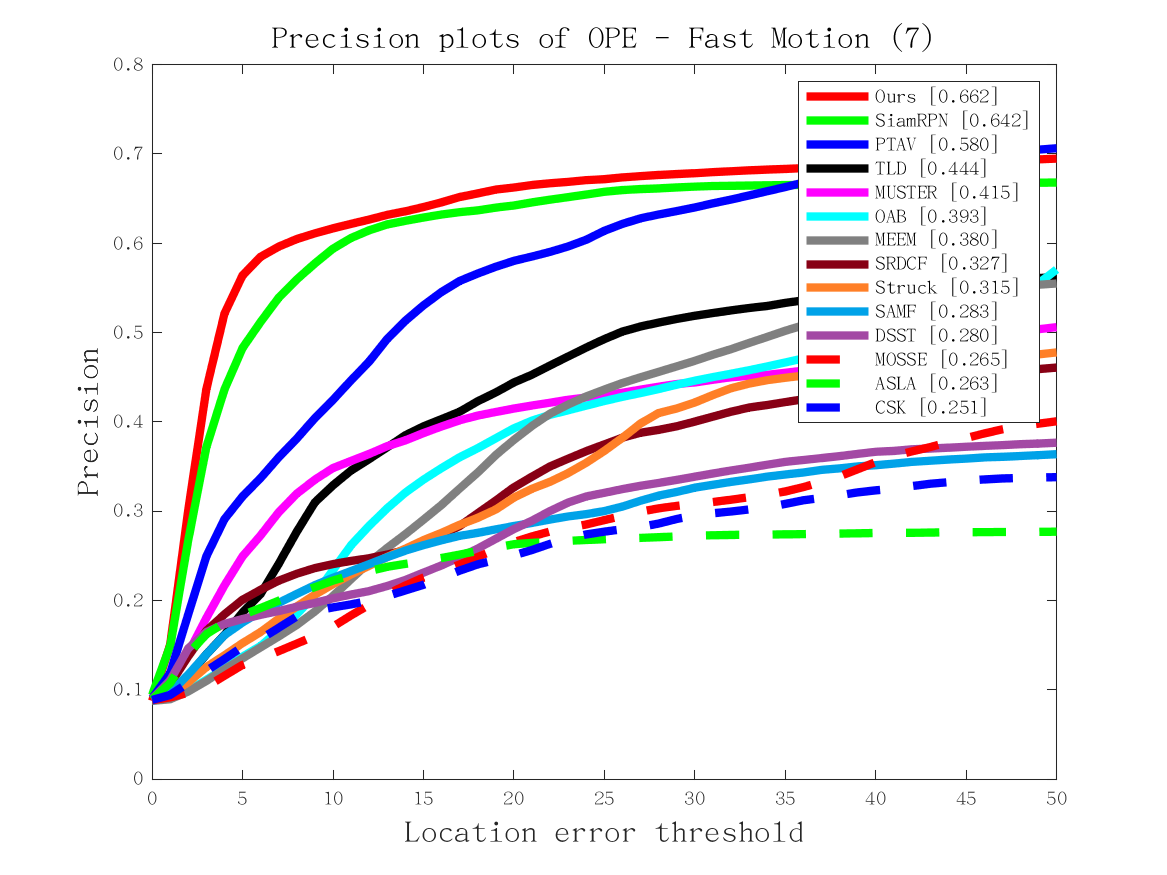 Precision plots of OPE - Fast Motion (7)
0.8
0.7
0.6
0.5
0.4
0.3
0.2
0.1
0
Precision
Ours [0.662]
SiamRPN [0.642]
PTAV [0.580]
TLD [0.444]
MUSTER [0.415]
OAB [0.393]
MEEM [0.380]
SRDCF [0.327]
Struck [0.315]
SAMF [0.283]
DSST [0.280]
MOSSE [0.265]
ASLA [0.263]
CSK [0.251]
0 5 10 15 20 25 30 35 40 45 50
Location error threshold